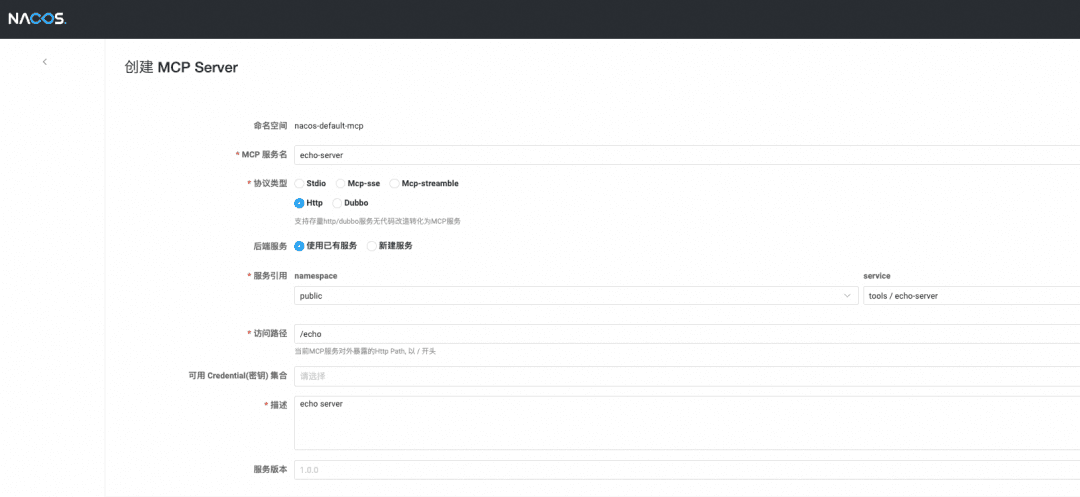 NACOS.
创建 MCP Server
命名空间 nacos-default-mcp
* MCP 服务名 echo-server
* 协议类型 Stdio Mcp-sse Mcp-streamble
Http Dubbo
支持存量http/dubbo服务无代码改造转化为MCP服务
后端服务 使用已有服务 新建服务
* 服务引用 namespace service
public tools / echo-server
* 访问路径 /echo
当前MCP服务对外暴露的Http Path, 以 / 开头
可用 Credential(密钥) 集合 请选择
* 描述 echo server
服务版本 1.0.0